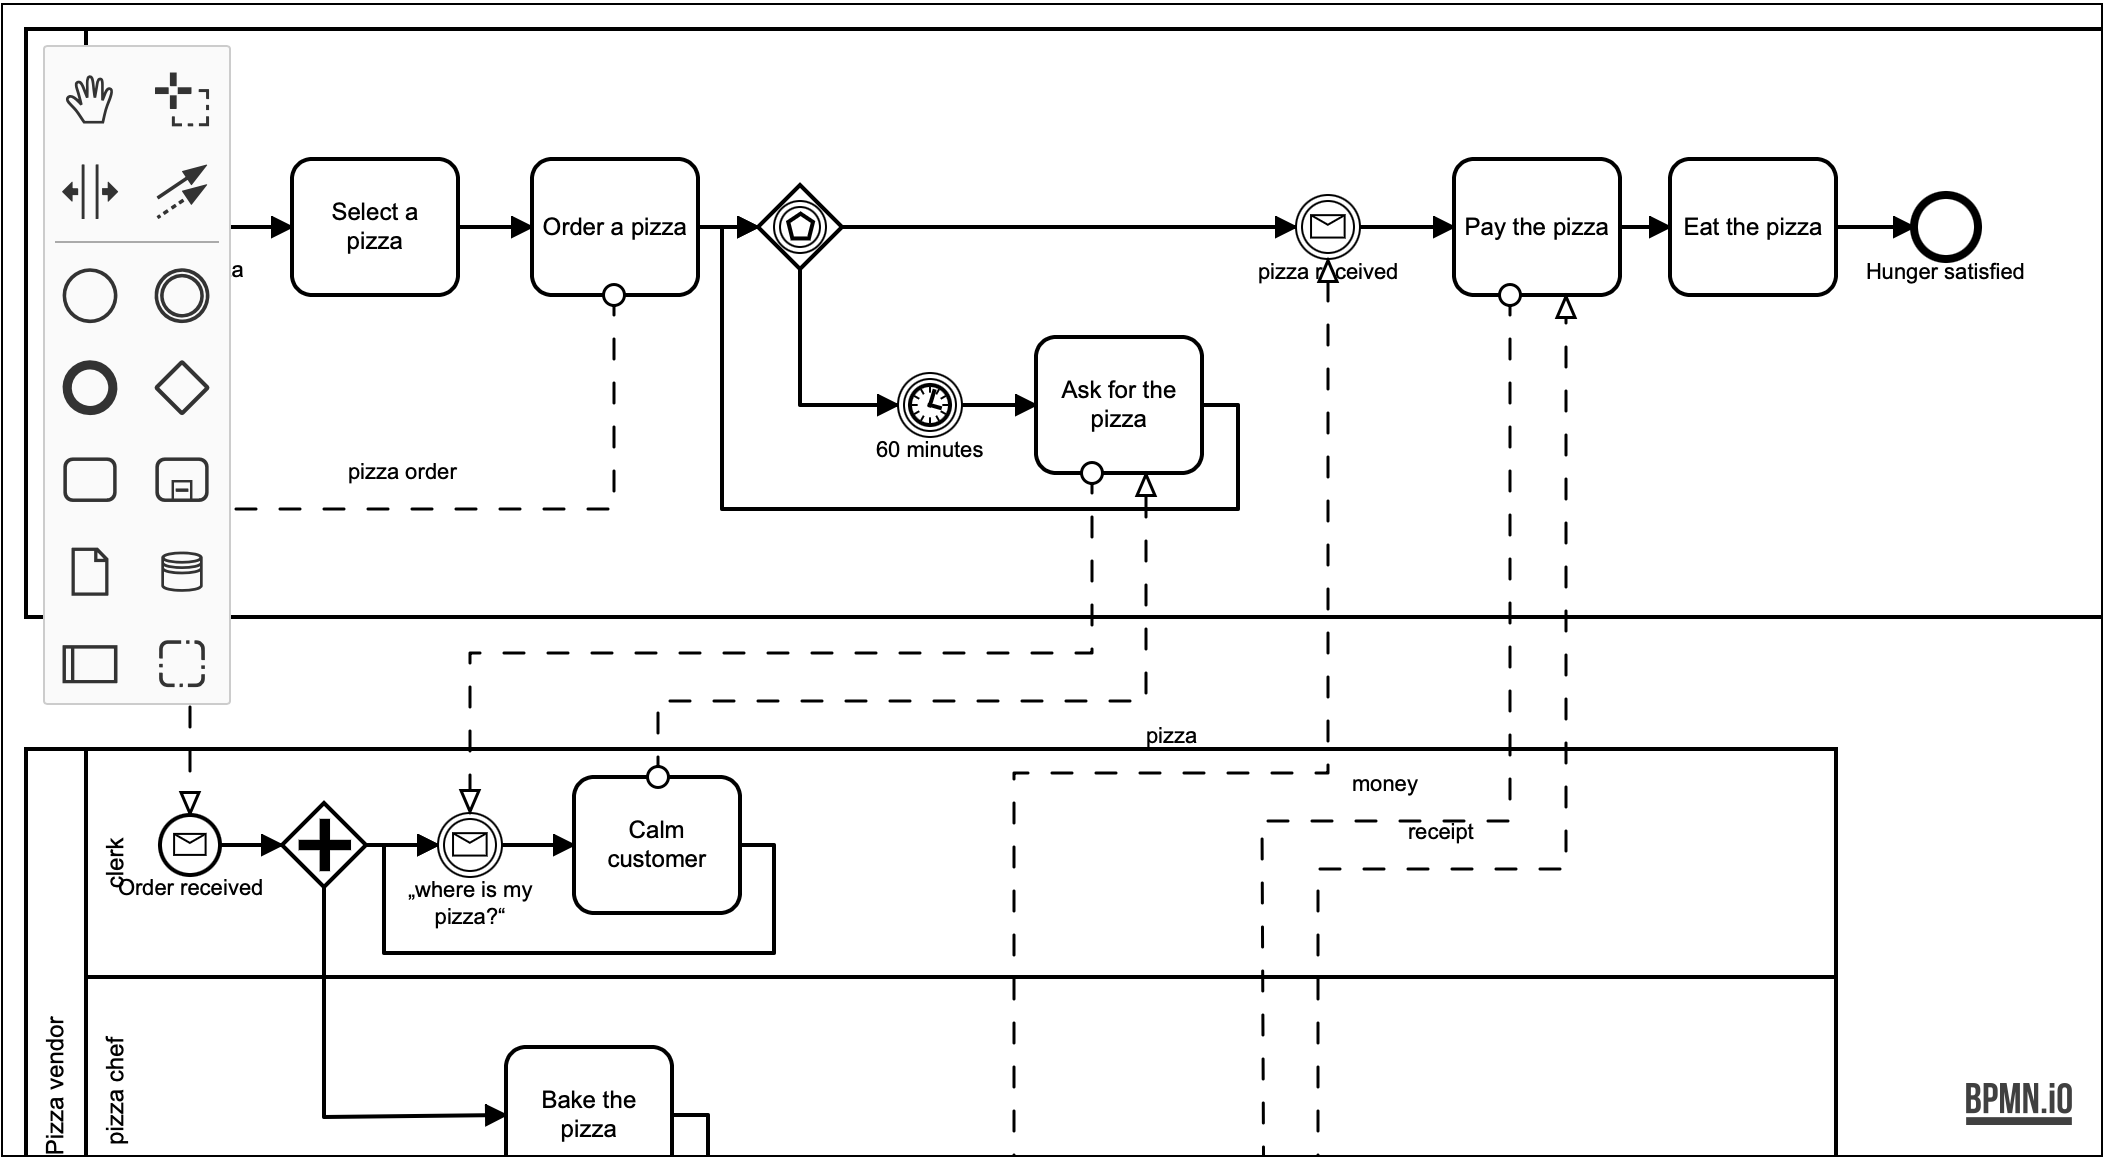 Select a
pizza
Order a pizza
pizza received
Pay the pizza
Eat the pizza
Hunger satisfied
a
Ask for the
pizza
60 minutes
pizza order
pizza
money
receipt
clerk
Order received
„where is my
pizza?“
Calm
customer
Pizza vendor
pizza chef
Bake the
pizza
BPMN.iO